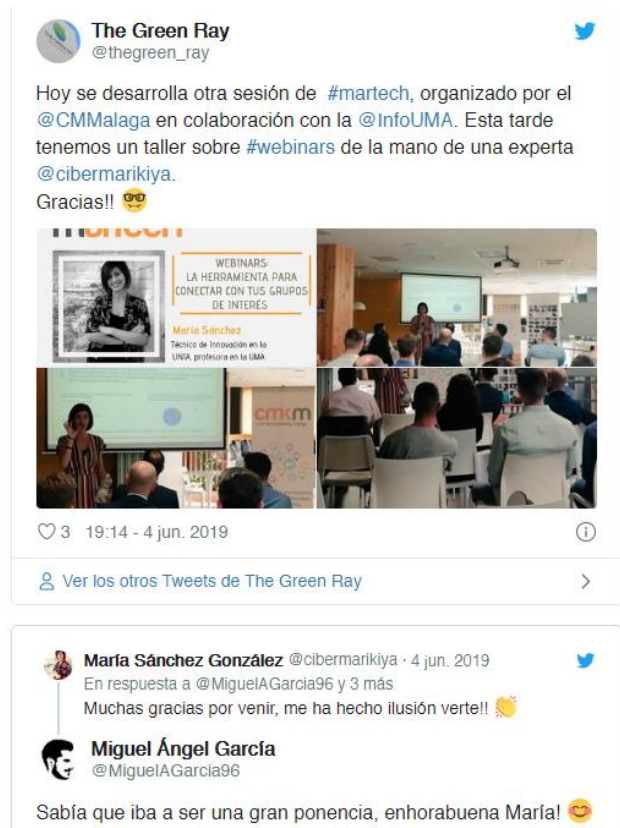 The Green Ray
@thegreen_ray
Hoy se desarrolla otra sesión de #martech, organizado por el
@CMMalaga en colaboración con la @InfoUMA. Esta tarde
tenemos un taller sobre #webinars de la mano de una experta
@cibermarikiya.
Gracias!! 🤓
WEBINARS:
LA HERRAMIENTA PARA
CONECTAR CON TUS GRUPOS
DE INTERÉS
María Sánchez
Técnico de Innovación en la
UNIA, profesora en la UMA
cmkm
3 19:14 - 4 jun. 2019
Ver los otros Tweets de The Green Ray
María Sánchez González @cibermarikiya · 4 jun. 2019
En respuesta a @MiguelAGarcia96 y 3 más
Muchas gracias por venir, me ha hecho ilusión verte!! 👏
Miguel Ángel García
@MiguelAGarcia96
Sabía que iba a ser una gran ponencia, enhorabuena María! 😊